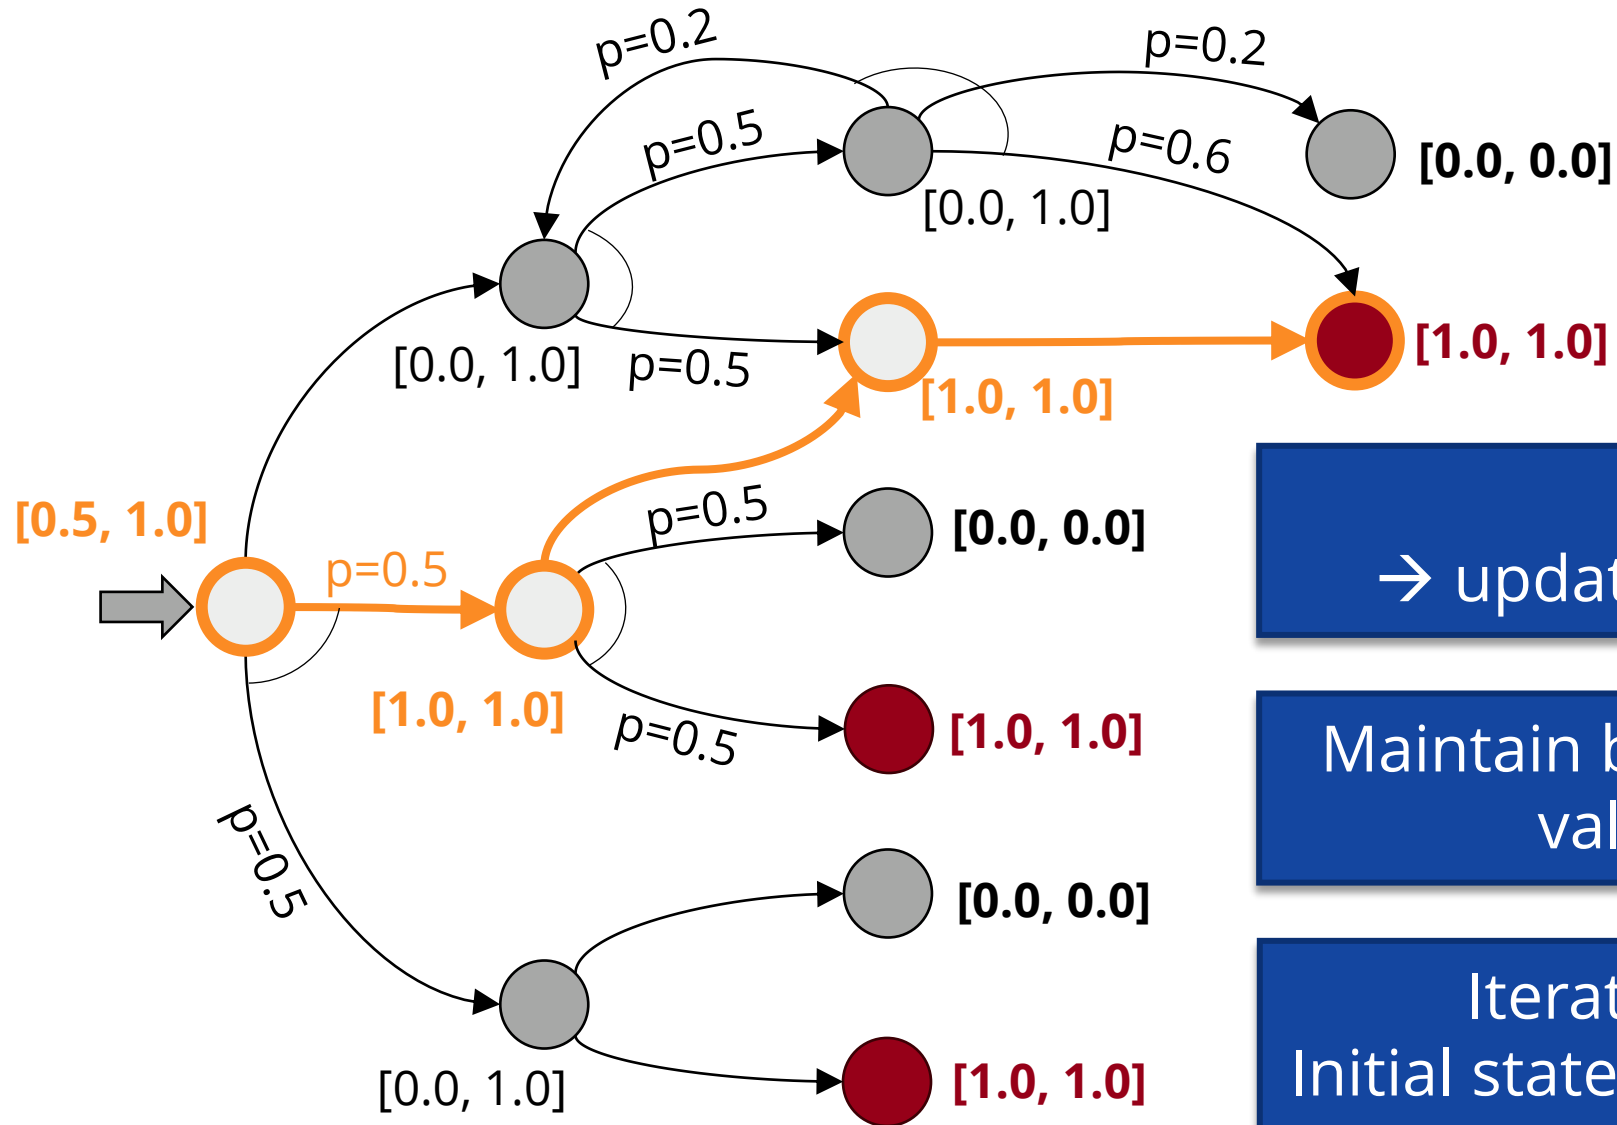 p=0.2
p=0.2
p=0.5
p=0.6
[0.0, 0.0]
[0.0, 1.0]
[0.0, 1.0]
p=0.5
[1.0, 1.0]
[1.0, 1.0]
[0.5, 1.0]
p=0.5
p=0.5
[0.0, 0.0]
→ updat
[1.0, 1.0]
p=0.5
[1.0, 1.0]
Maintain b
val
p=0.5
[0.0, 0.0]
[0.0, 1.0]
[1.0, 1.0]
Iterat
Initial state